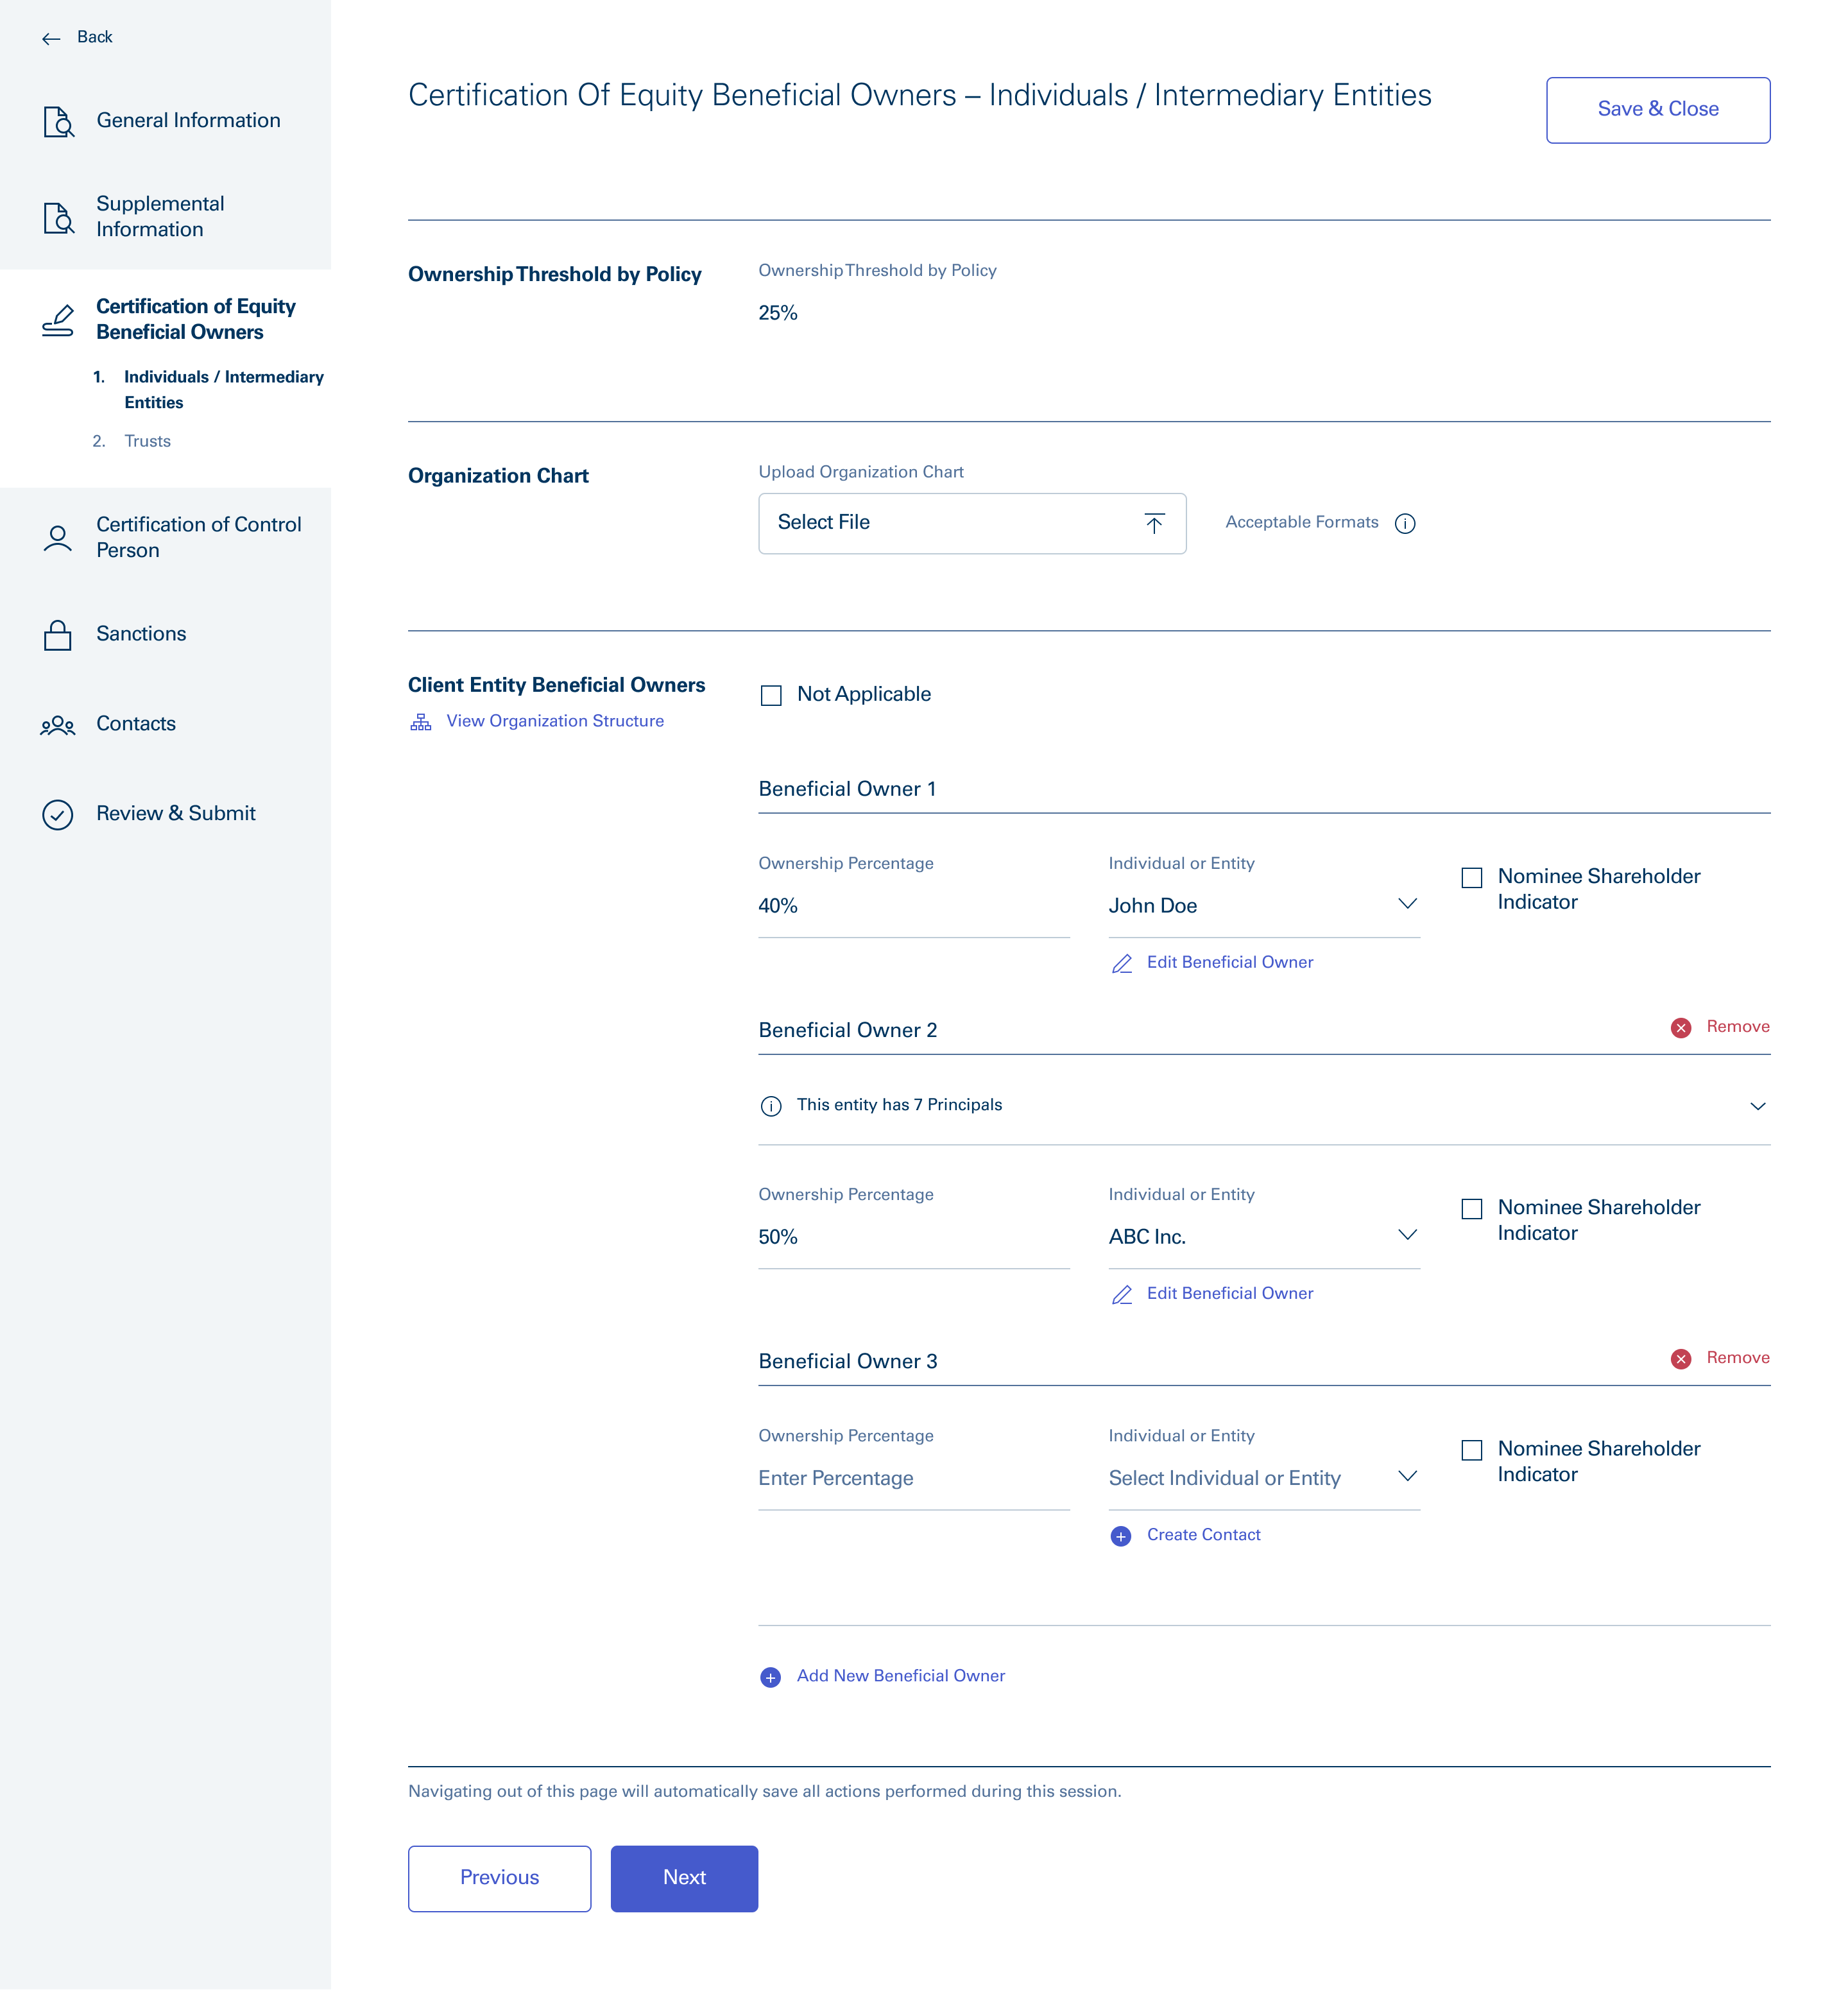 Back
General Information
Supplemental
Information
Certification of Equity
Beneficial Owners
1. Individuals / Intermediary
Entities
2. Trusts
Certification of Control
Person
Sanctions
Contacts
Review & Submit
Certification Of Equity Beneficial Owners – Individuals / Intermediary Entities
Save & Close
Ownership Threshold by Policy
Ownership Threshold by Policy
25%
Organization Chart
Upload Organization Chart
Select File
Acceptable Formats
Client Entity Beneficial Owners
View Organization Structure
Not Applicable
Beneficial Owner 1
Ownership Percentage
40%
Individual or Entity
John Doe
Edit Beneficial Owner
Nominee Shareholder
Indicator
Beneficial Owner 2
Remove
This entity has 7 Principals
Ownership Percentage
50%
Individual or Entity
ABC Inc.
Edit Beneficial Owner
Nominee Shareholder
Indicator
Beneficial Owner 3
Remove
Ownership Percentage
Enter Percentage
Individual or Entity
Select Individual or Entity
Create Contact
Nominee Shareholder
Indicator
Add New Beneficial Owner
Navigating out of this page will automatically save all actions performed during this session.
Previous
Next